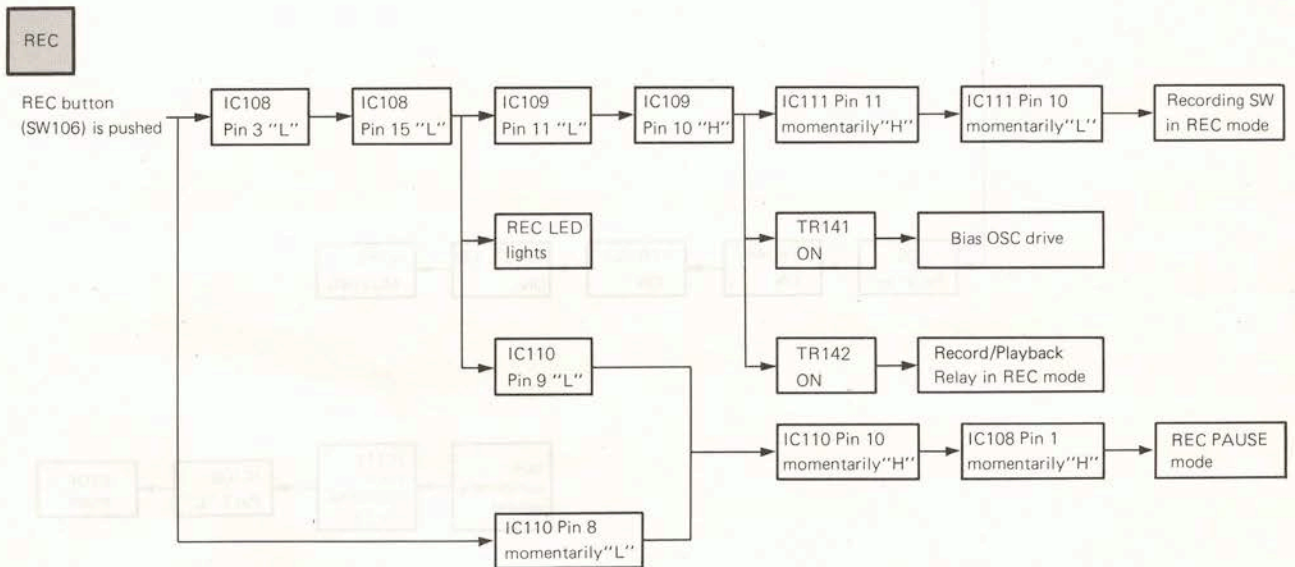 REC
REC button
(SW106) is pushed
IC108
Pin 3 "L"
IC108
Pin 15 "L"
IC109
Pin 11 "L"
IC109
Pin 10 "H"
IC111 Pin 11
momentarily"H"
IC111 Pin 10
momentarily"L"
Recording SW
in REC mode
REC LED
lights
TR141
ON
Bias OSC drive
IC110
Pin 9 "L"
TR142
ON
Record/Playback
Relay in REC mode
IC110 Pin 10
momentarily"H"
IC108 Pin 1
momentarily"H"
REC PAUSE
mode
IC110 Pin 8
momentarily"L"